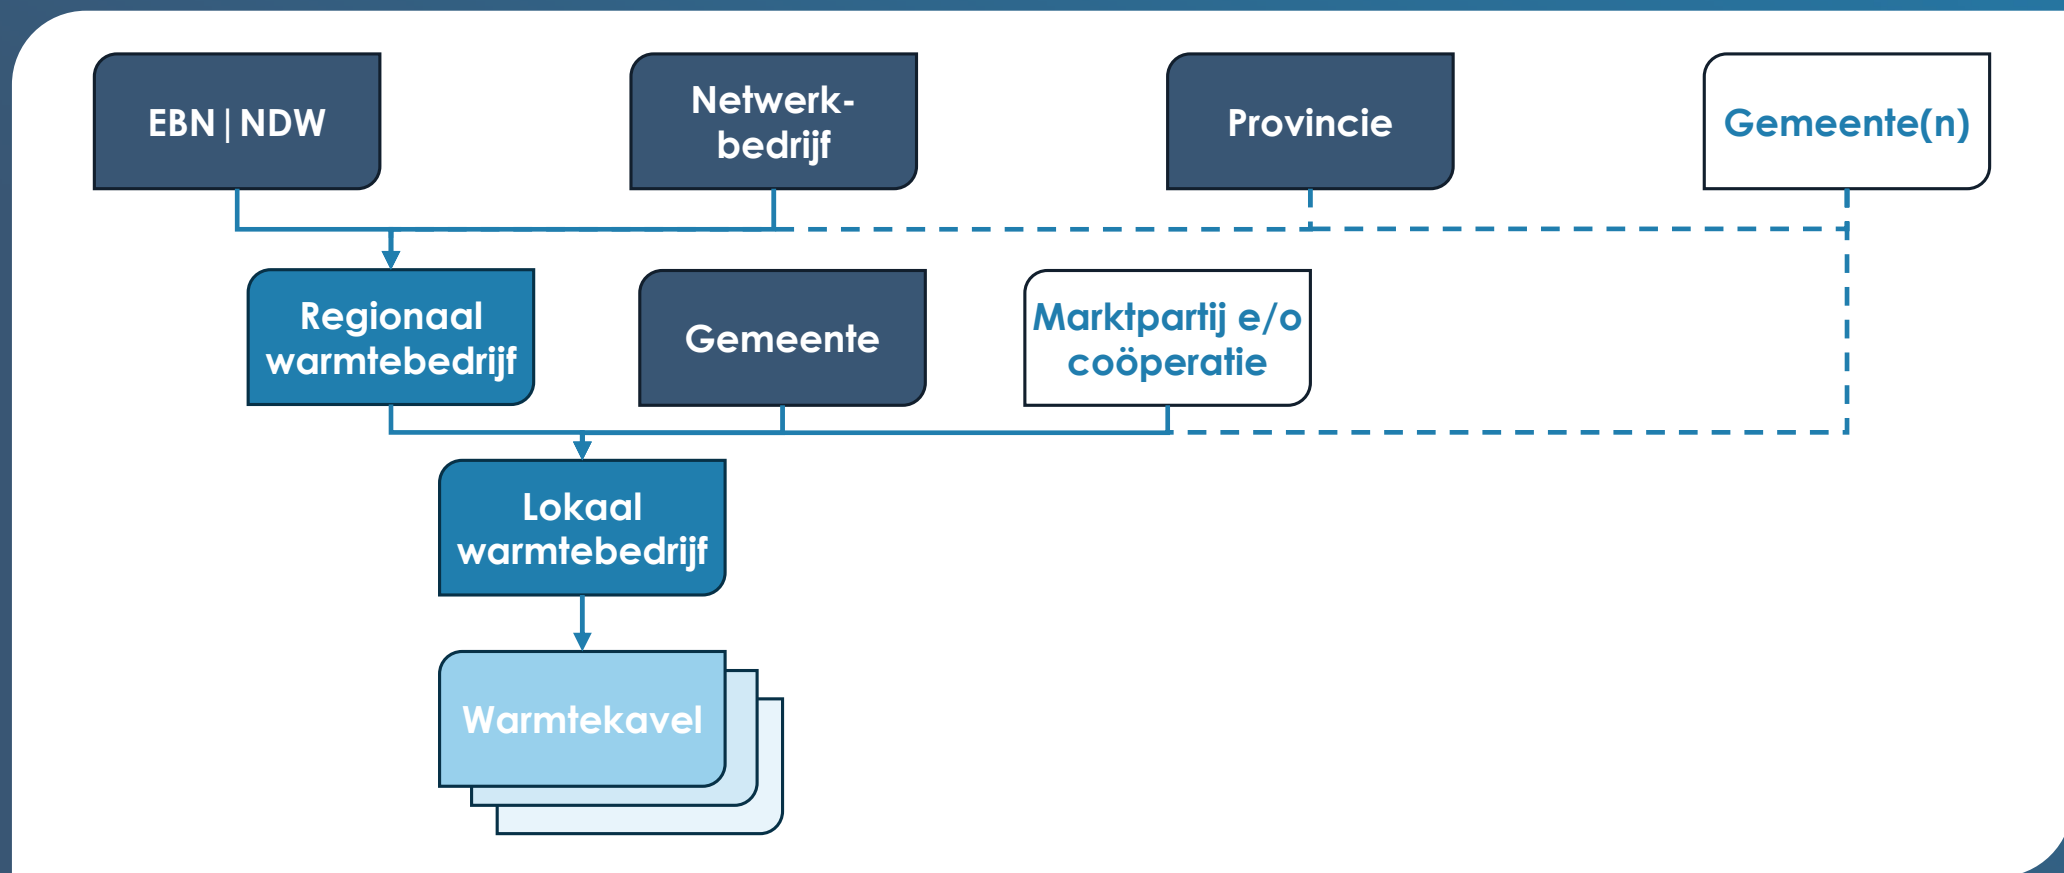 EBN|NDW
Netwerk-
bedrijf
Provincie
Gemeente(n)
Regionaal
warmtebedrijf
Gemeente
Marktpartij e/o
coöperatie
Lokaal
warmtebedrijf
Warmtekavel